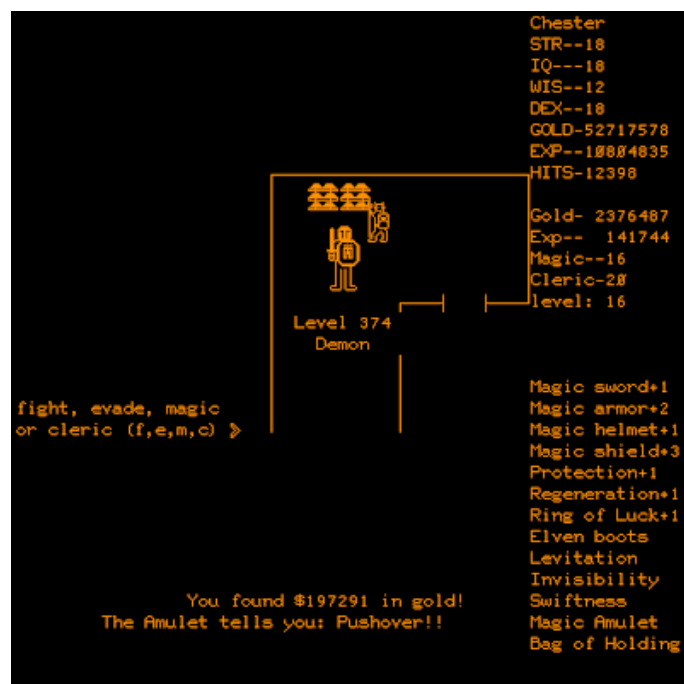 Chester
STR--18
IQ---18
WIS--12
DEX--18
GOLD-52717578
EXP--10804835
HITS-12398
Gold- 2376487
Exp--  141744
Magic--16
Cleric-20
level: 16
Level 374
Demon
fight, evade, magic
or cleric (f,e,m,c) »
Magic sword+1
Magic armor+2
Magic helmet+1
Magic shield+3
Protection+1
Regeneration+1
Ring of Luck+1
Elven boots
Levitation
Invisibility
Swiftness
Magic Amulet
Bag of Holding
You found $197291 in gold!
The Amulet tells you: Pushover!!